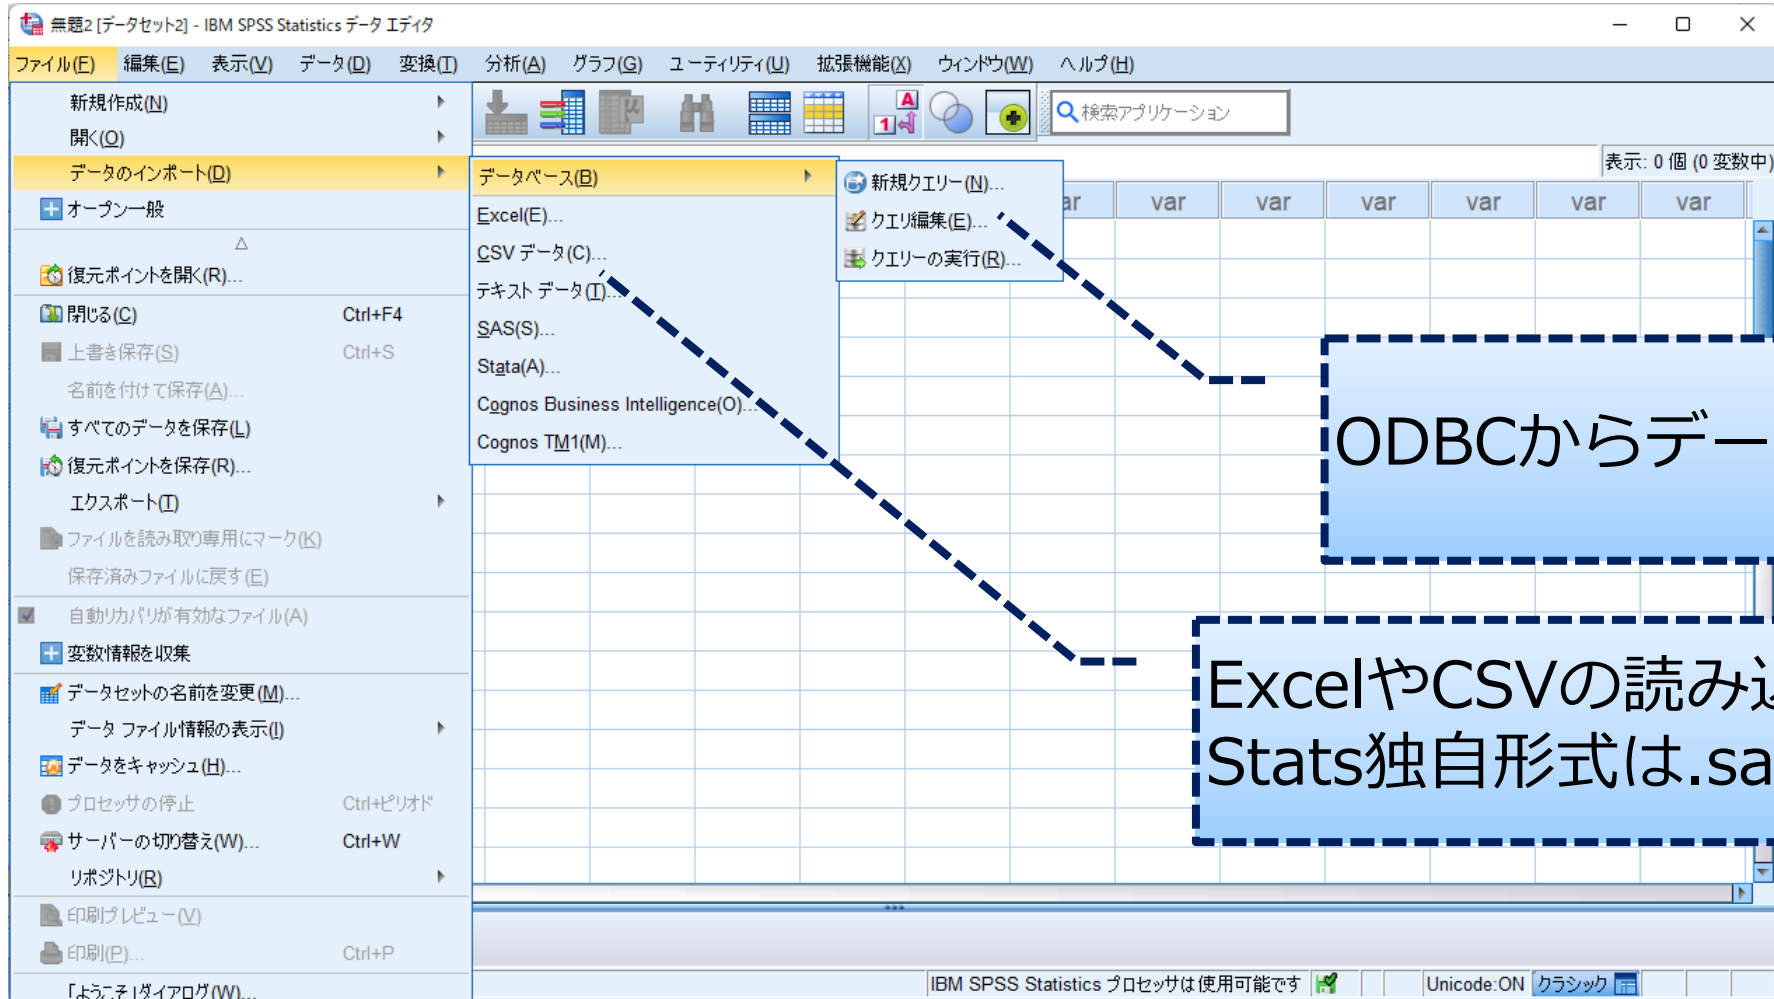 無題2 [データセット2] - IBM SPSS Statistics データ エディタ
ファイル(F) 編集(E) 表示(V) データ(D) 変換(T) 分析(A) グラフ(G) ユーティリティ(U) 拡張機能(X) ウィンドウ(W) ヘルプ(H)
新規作成(N)
開く(O)
データのインポート(D)
オープン一般
復元ポイントを開く(R)...
閉じる(C) Ctrl+F4
上書き保存(S) Ctrl+S
名前を付けて保存(A)...
すべてのデータを保存(L)
復元ポイントを保存(R)...
エクスポート(T)
ファイルを読み取り専用にマーク(K)
保存済みファイルに戻す(E)
自動リカバリが有効なファイル(A)
変数情報を収集
データセットの名前を変更(M)...
データ ファイル情報の表示(I)
データをキャッシュ(H)...
プロセッサの停止 Ctrl+ピリオド
サーバーの切り替え(W)... Ctrl+W
リポジトリ(R)
印刷プレビュー(V)
印刷(P)... Ctrl+P
「ようこそ」ダイアログ(W)...
データベース(B)
Excel(E)...
CSV データ(C)...
テキスト データ(T)...
SAS(S)...
Stata(A)...
Cognos Business Intelligence(O)...
Cognos TM1(M)...
新規クエリー(N)...
クエリ編集(E)...
クエリーの実行(R)...
検索アプリケーション
表示: 0 個 (0 変数中)
ar var var var var var var
ODBCからデー
ExcelやCSVの読み込
Stats独自形式は.sa
IBM SPSS Statistics プロセッサは使用可能です Unicode:ON クラシック